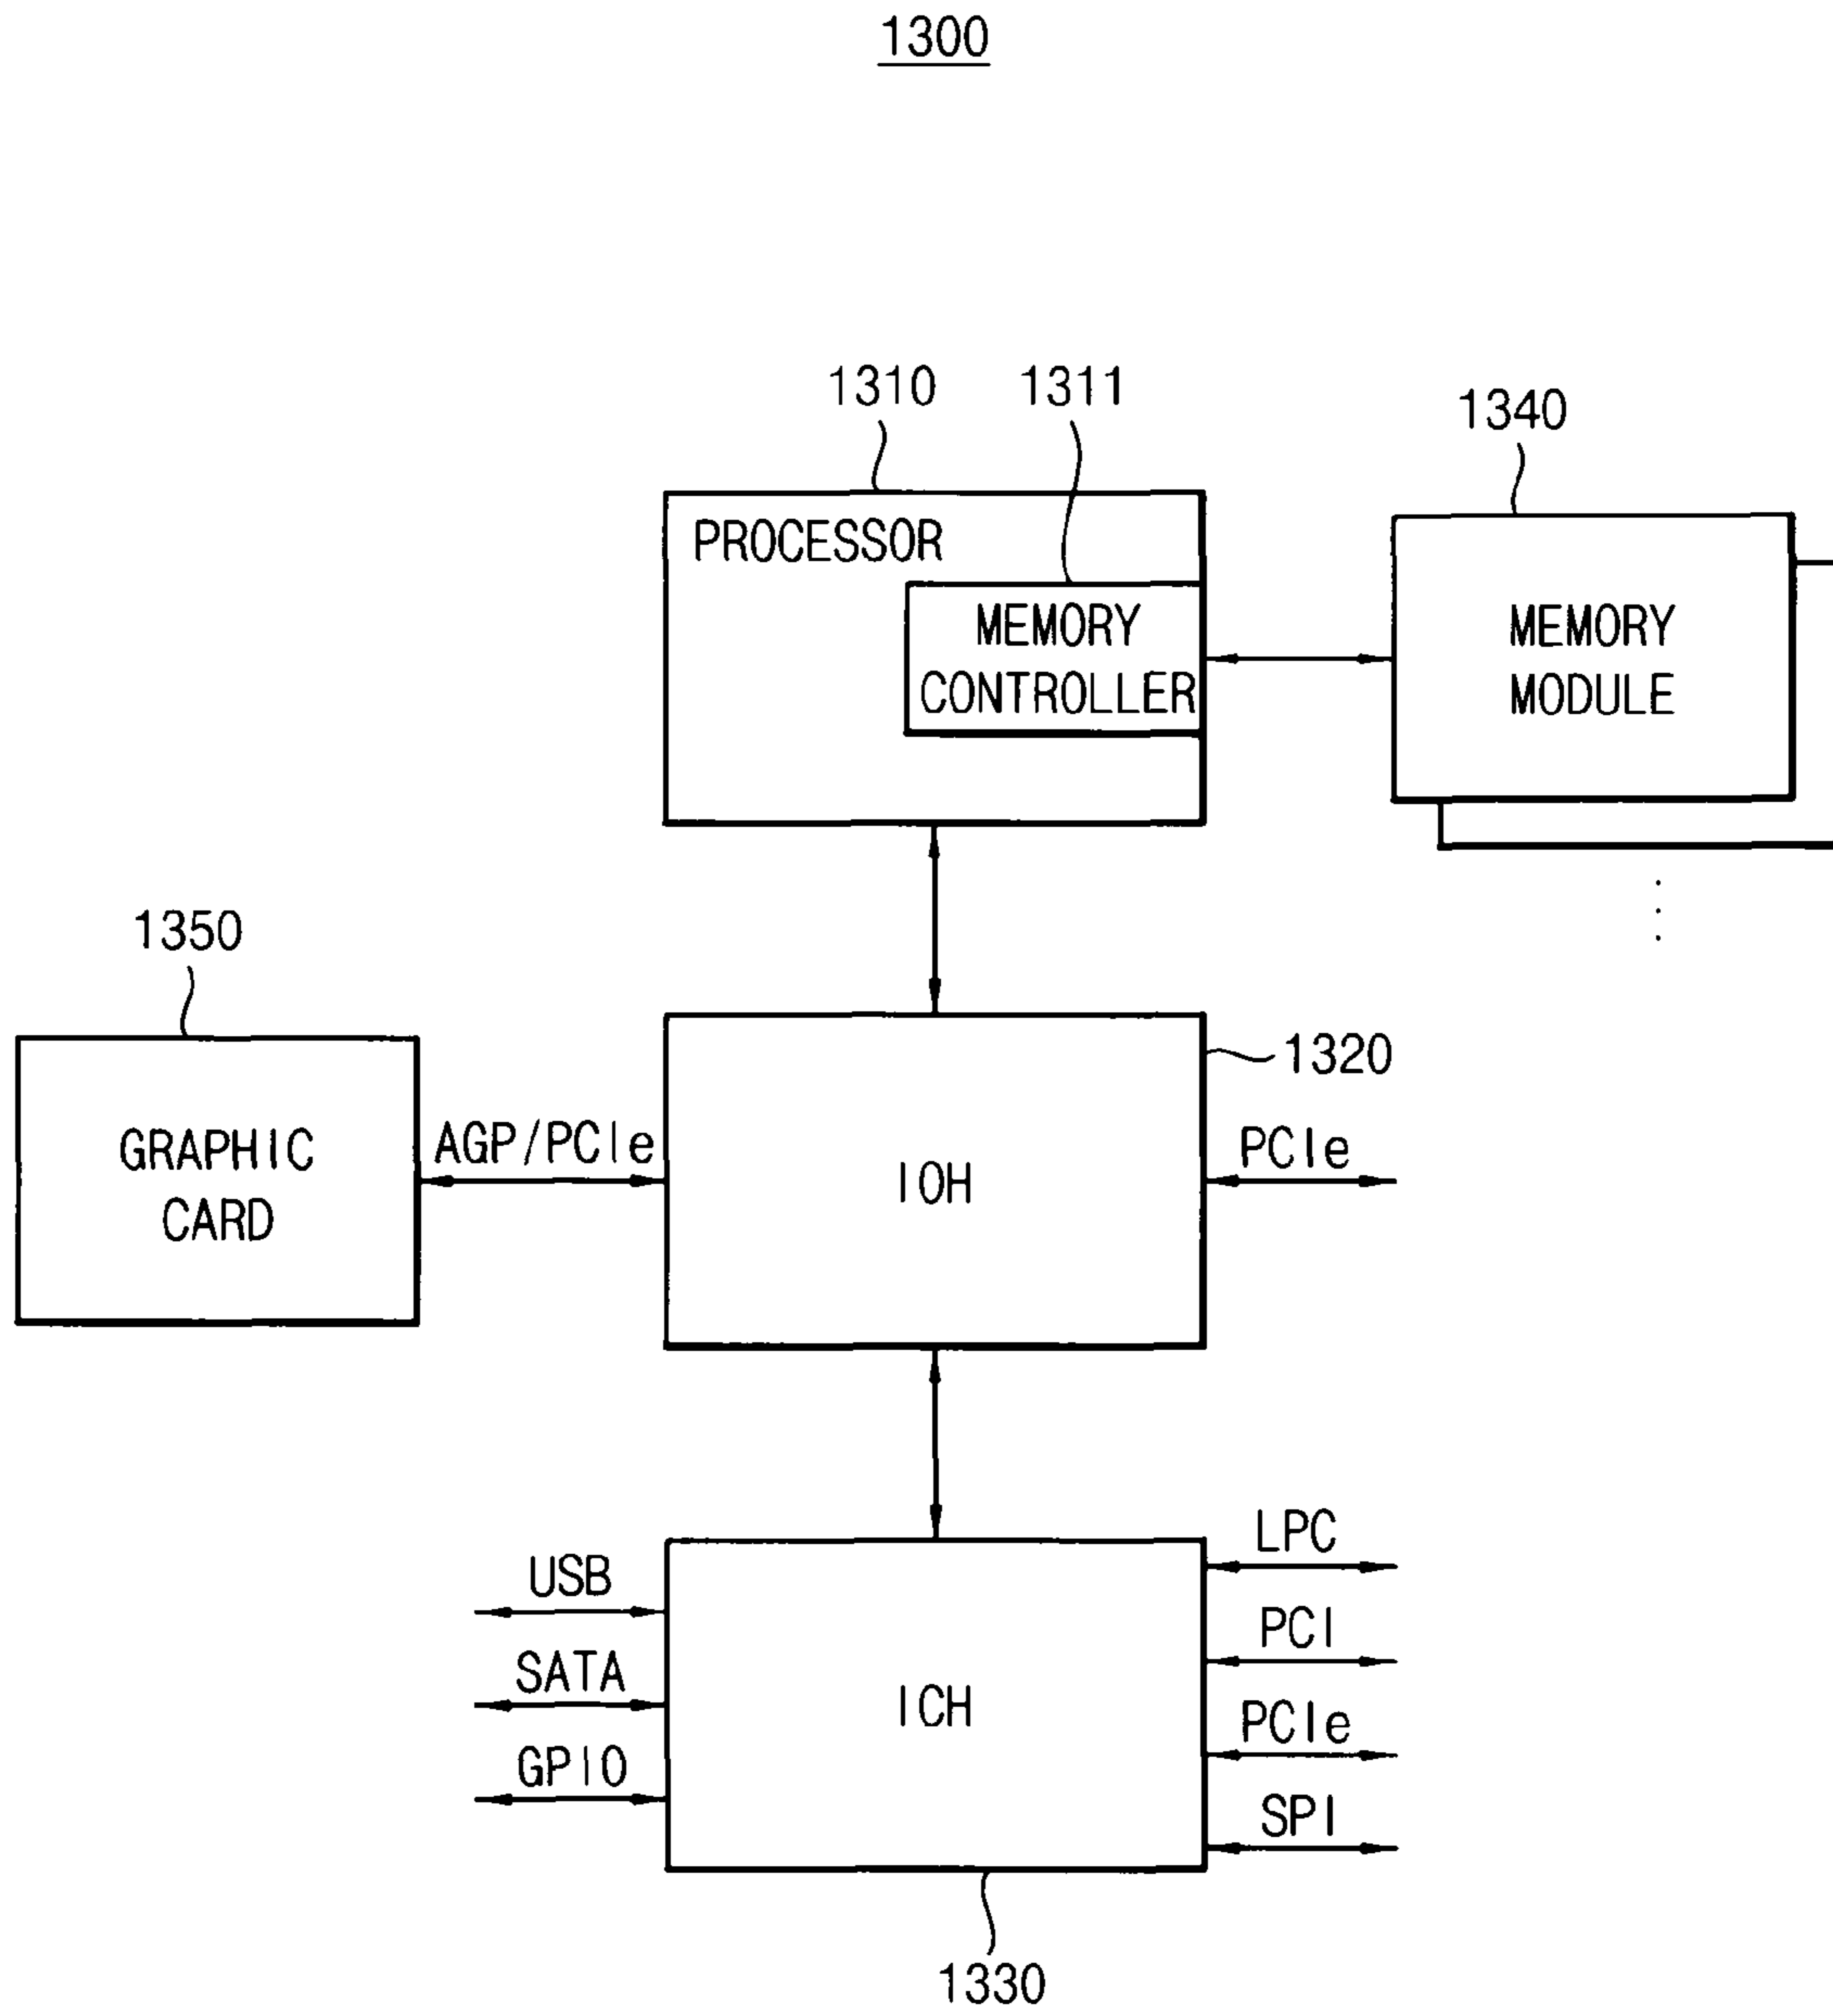 1300
1310
1311
1340
PROCESSOR
MEMORY
CONTROLLER
MEMORY
MODULE
1350
1320
GRAPHIC
CARD
AGP/PCIe
IOH
PCIe
USB
SATA
GPIO
ICH
LPC
PCI
PCIe
SPI
1330